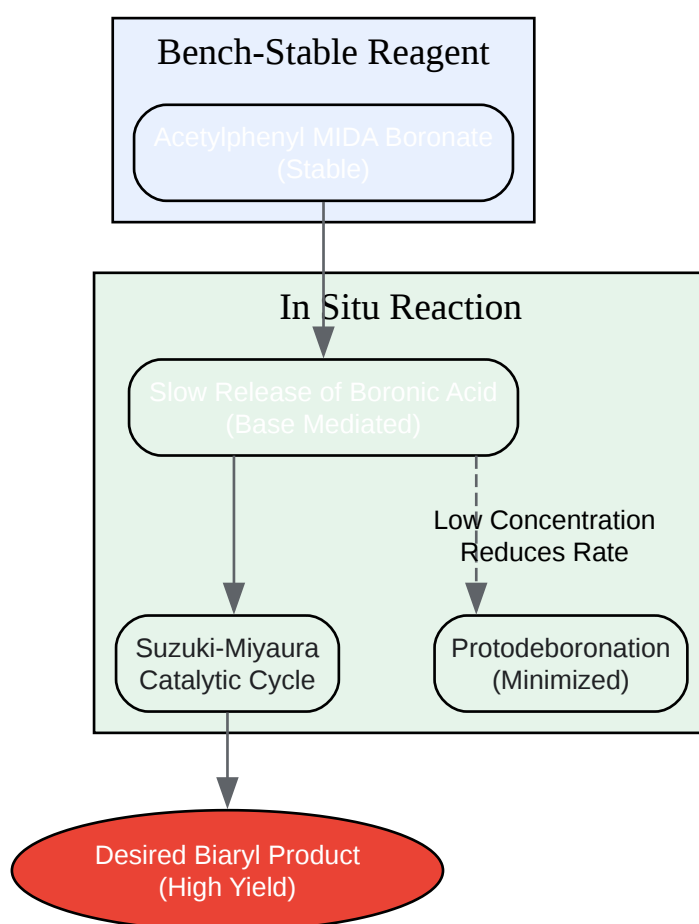 Bench-Stable Reagent
Acetylphenyl MIDA Boronate
(Stable)
In Situ Reaction
Slow Release of Boronic Acid
(Base Mediated)
Low Concentration
Reduces Rate
Suzuki-Miyaura
Catalytic Cycle
Protodeboronation
(Minimized)
Desired Biaryl Product
(High Yield)